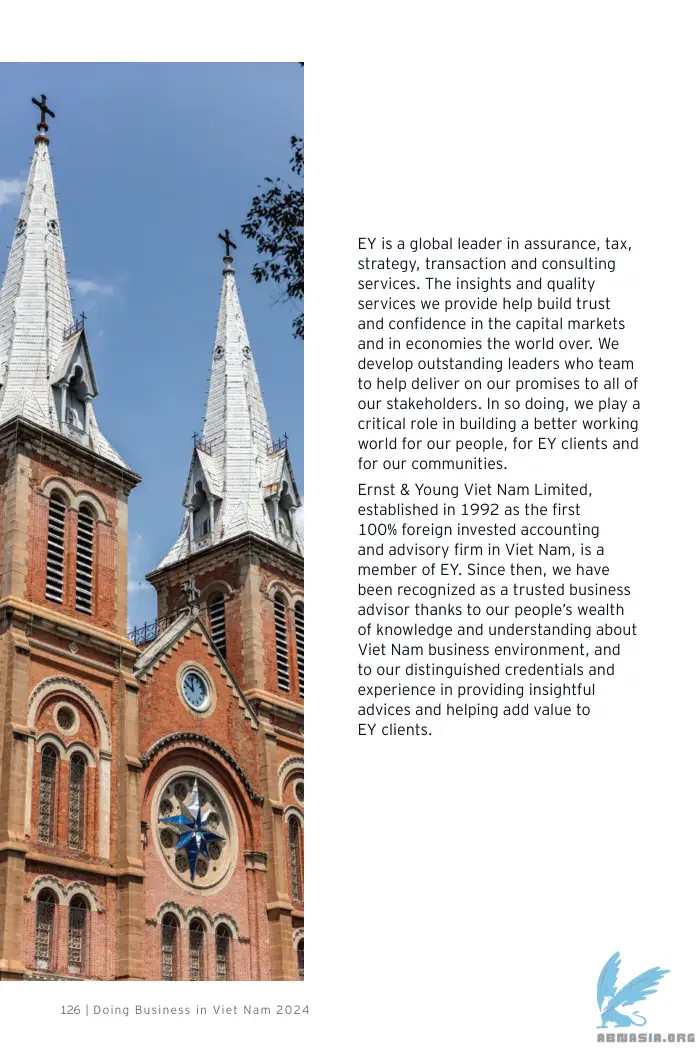 EY is a global leader in assurance, tax,
strategy, transaction and consulting
services. The insights and quality
services we provide help build trust
and confidence in the capital markets
and in economies the world over. We
develop outstanding leaders who team
to help deliver on our promises to all of
our stakeholders. In so doing, we play a
critical role in building a better working
world for our people, for EY clients and
for our communities.
Ernst & Young Viet Nam Limited,
established in 1992 as the first
100% foreign invested accounting
and advisory firm in Viet Nam, is a
member of EY. Since then, we have
been recognized as a trusted business
advisor thanks to our people’s wealth
of knowledge and understanding about
Viet Nam business environment, and
to our distinguished credentials and
experience in providing insightful
advices and helping add value to
EY clients.
126 | Doing Business in Viet Nam 2024
ABNASIA.ORG